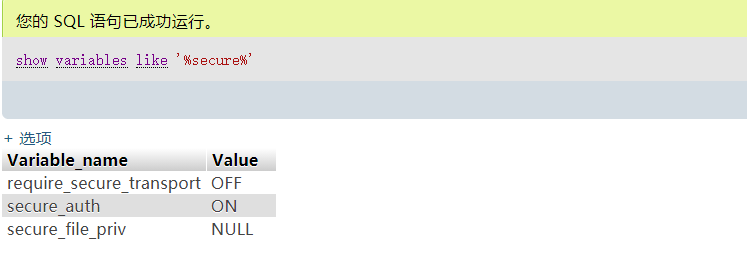 您的 SQL 语句已成功运行。
show variables like '%secure%'
+ 选项
Variable_name Value
require_secure_transport OFF
secure_auth ON
secure_file_priv NULL